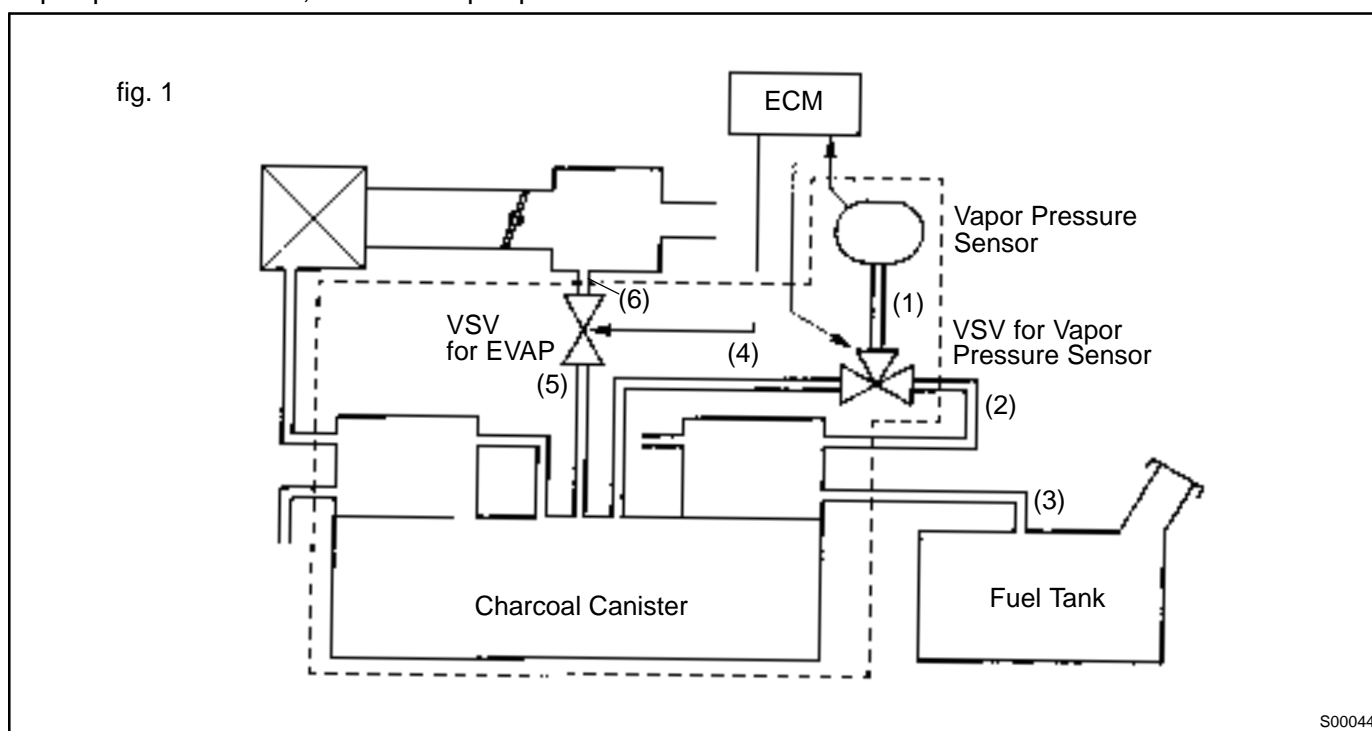 fig. 1
ECM
Vapor Pressure
Sensor
(1)
(6)
VSV
for EVAP
(4)
VSV for Vapor
Pressure Sensor
(5)
(2)
(3)
Charcoal Canister
Fuel Tank
S00044